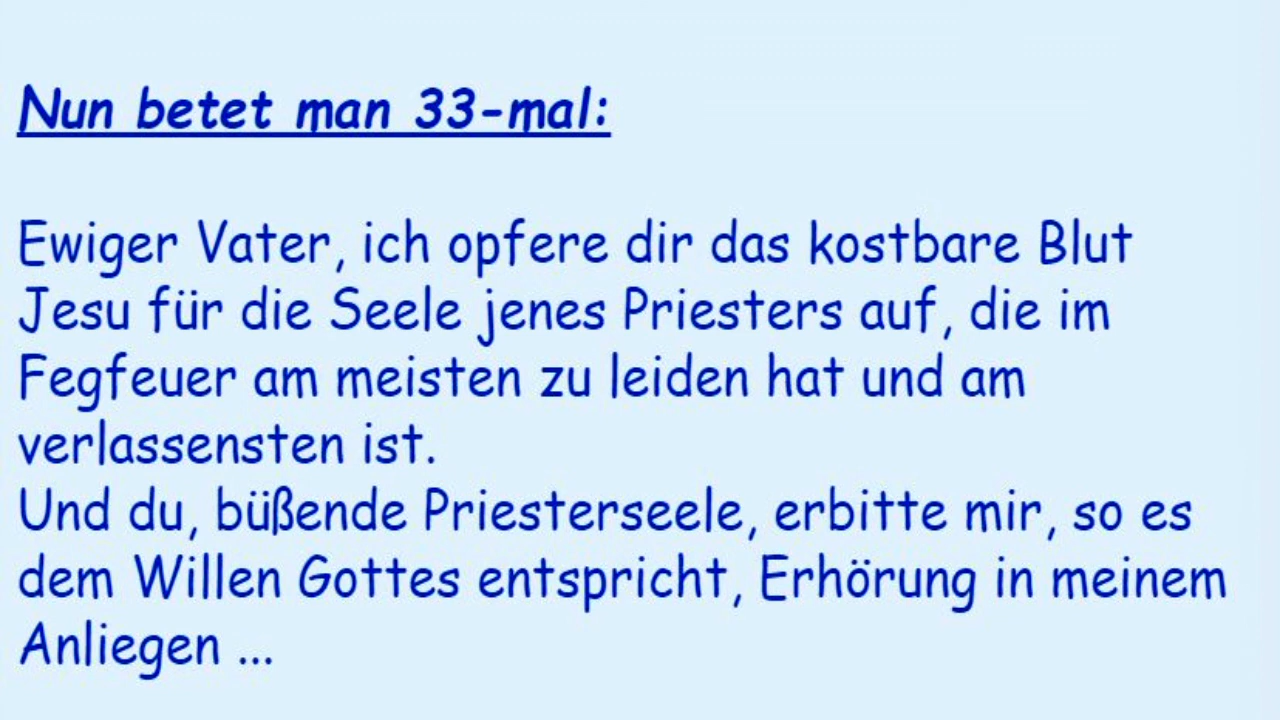 Nun betet man 33-mal:
Ewiger Vater, ich opfere dir das kostbare Blut
Jesu für die Seele jenes Priesters auf, die im
Fegfeuer am meisten zu leiden hat und am
verlassensten ist.
Und du, büßende Priesterseele, erbitte mir, so es
dem Willen Gottes entspricht, Erhörung in meinem
Anliegen ...